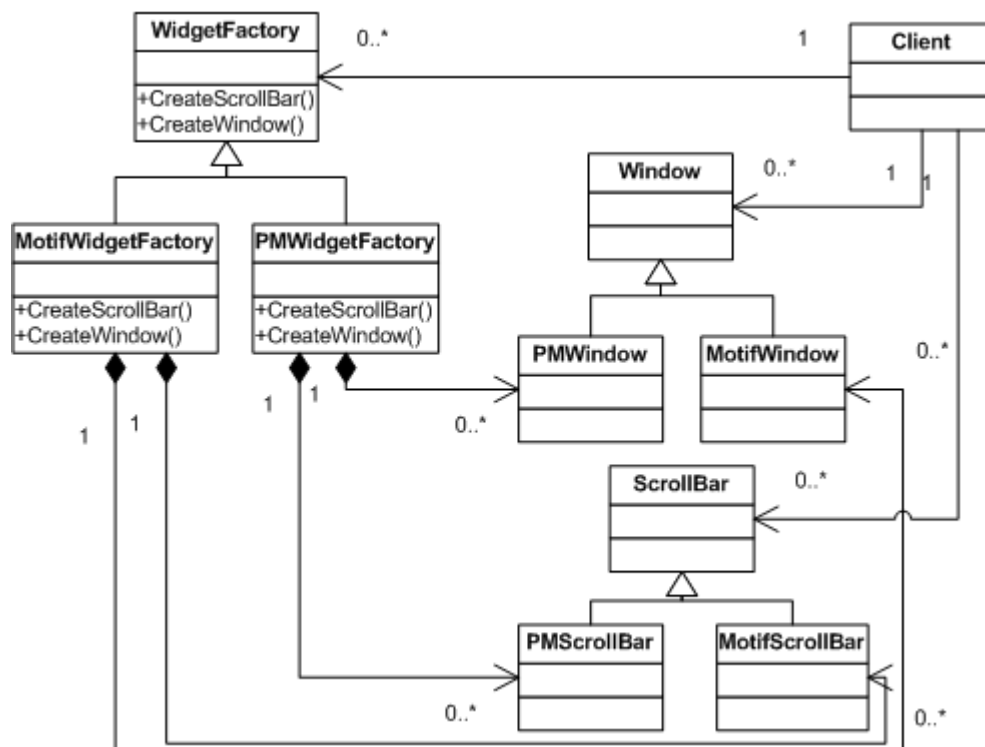 WidgetFactory
+CreateScrollBar()
+CreateWindow()
0..*
1
Client
Window
0..*
1
1
MotifWidgetFactory
+CreateScrollBar()
+CreateWindow()
PMWidgetFactory
+CreateScrollBar()
+CreateWindow()
PMWindow
MotifWindow
0..*
1
1
1
1
0..*
ScrollBar
0..*
PMScrollBar
MotifScrollBar
0..*
0..*